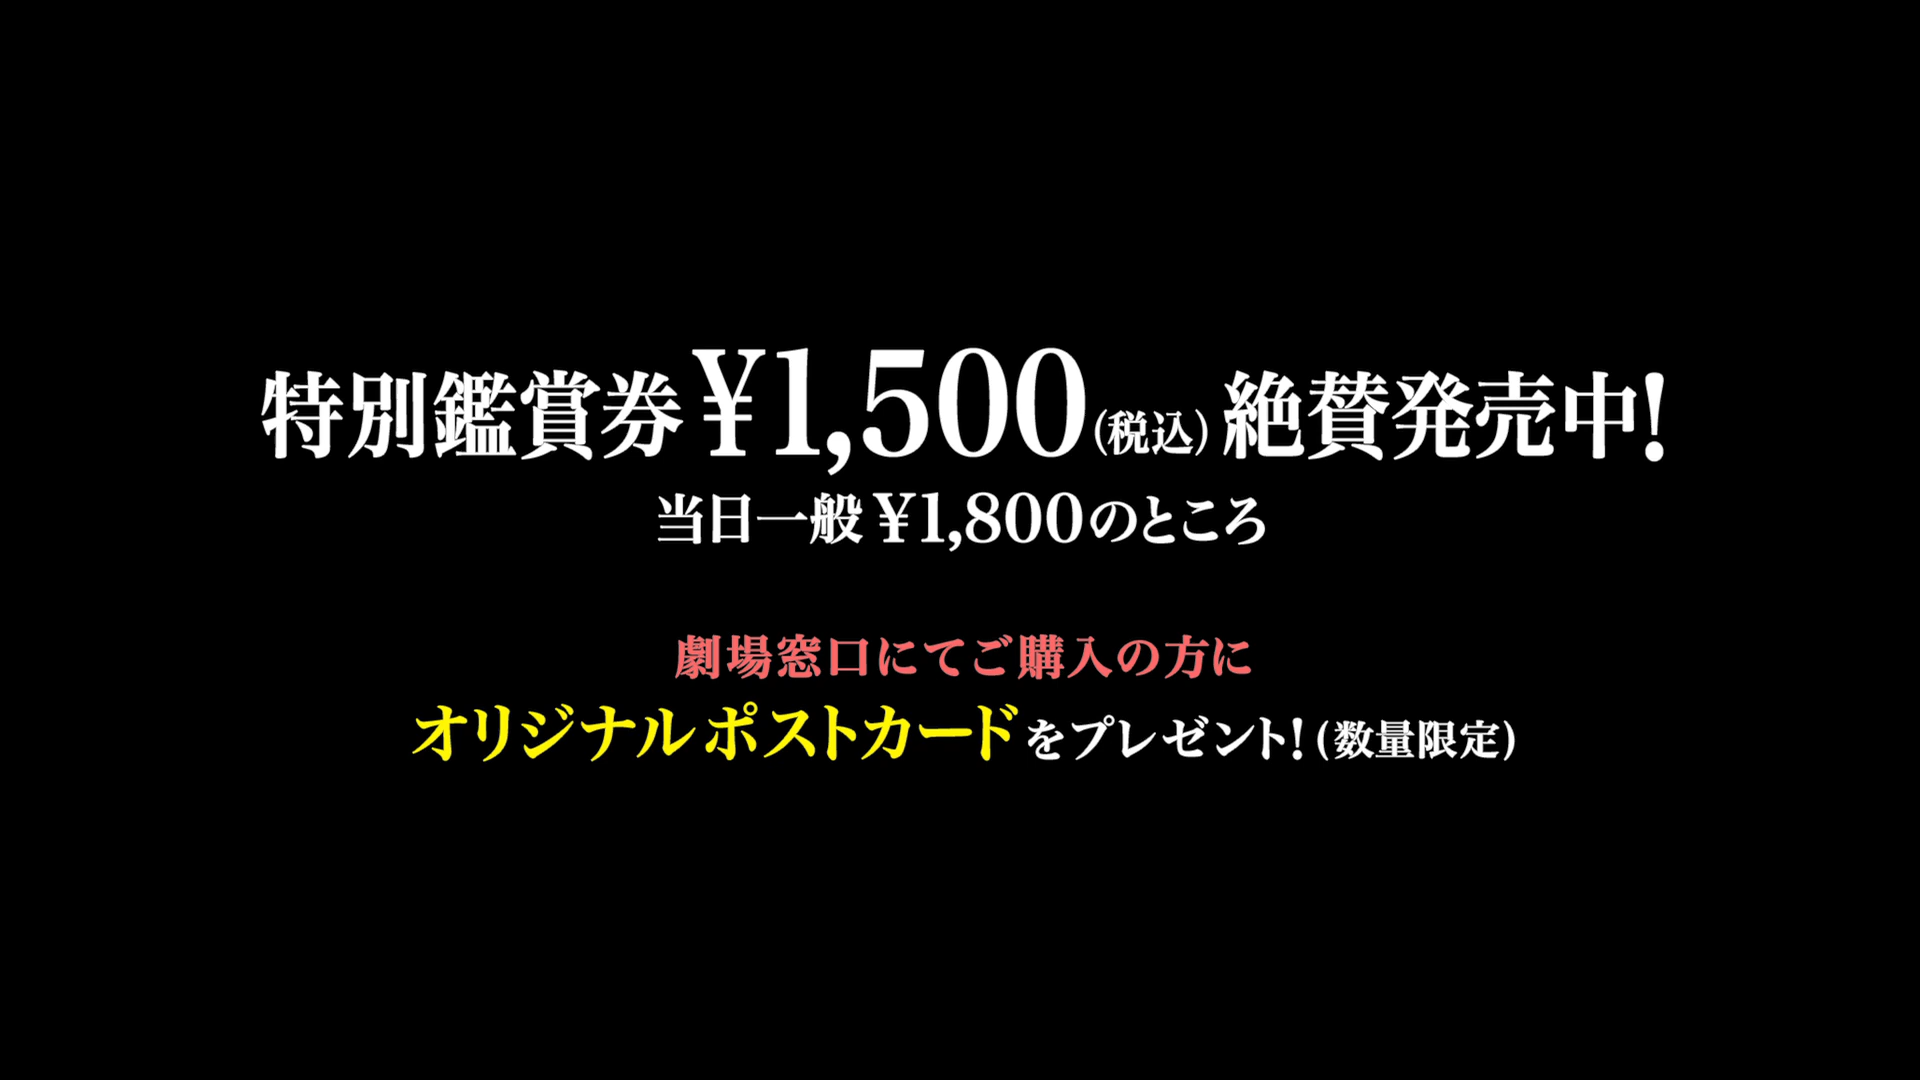 特別鑑賞券¥1,500(税込)絶賛発売中!
当日一般¥1,800のところ
劇場窓口にてご購入の方に
オリジナルポストカードをプレゼント!(数量限定)